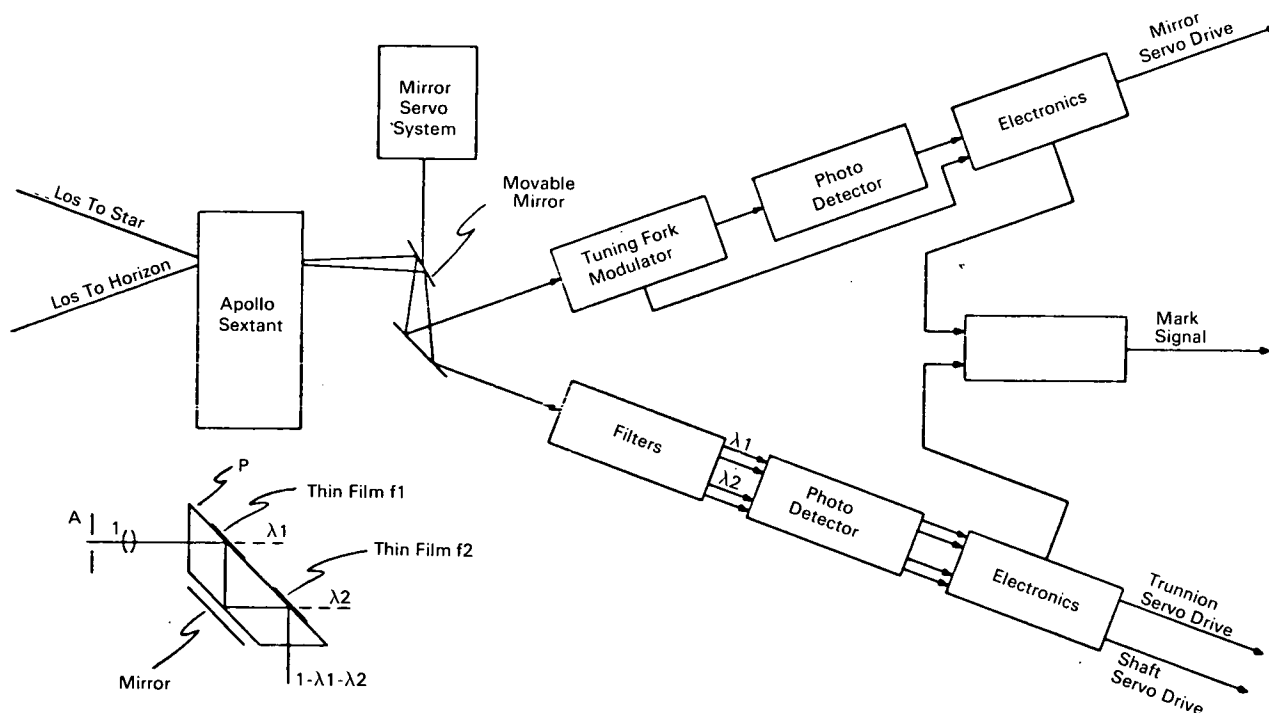 Mirror
Servo Drive
Mirror
Servo
System
Electronics
Movable
Mirror
Photo
Detector
Los To Star
Tuning Fork
Modulator
Los To Horizon
Apollo
Sextant
Mark
Signal
Filters
λ1
λ2
Photo
Detector
Electronics
Trunnion
Servo Drive
Shaft
Servo Drive
P
Thin Film f1
A
1
λ1
Thin Film f2
λ2
Mirror
1-λ1-λ2